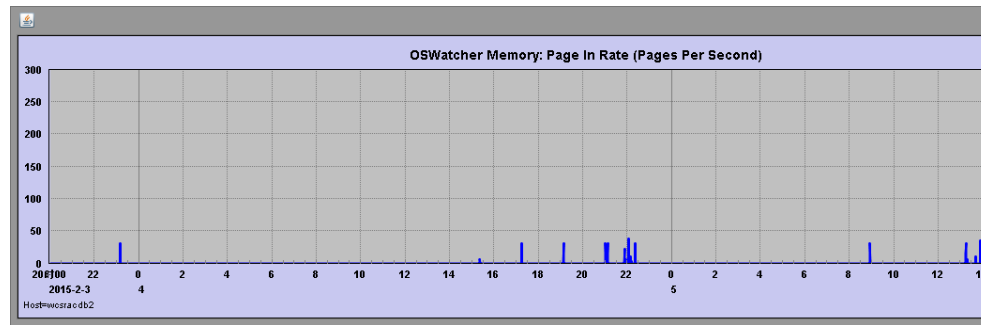 OSWatcher Memory: Page In Rate (Pages Per Second)
300
250
200
150
100
50
0
22 0 2 4 6 8 10 12 14 16 18 20 22 0 2 4 6 8 10 12
2015-2-3 4 5
Host=wcsracdb2